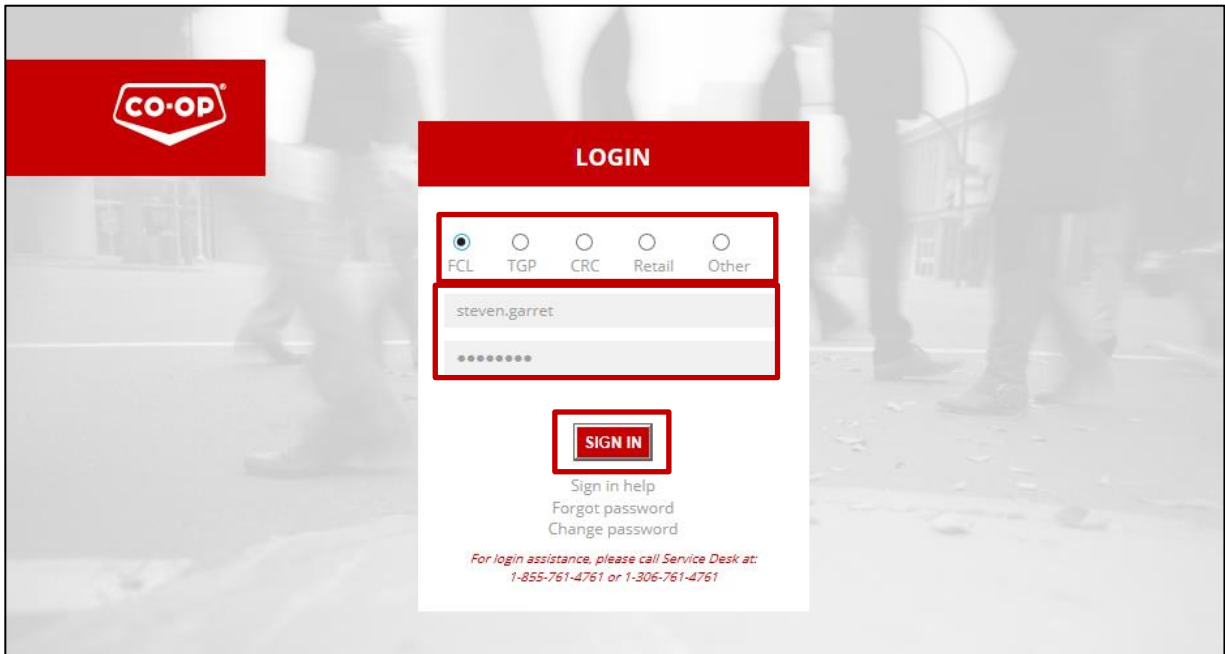 CO-OP®
LOGIN
FCL TGP CRC Retail Other
steven.garret
••••••••
SIGN IN
Sign in help
Forgot password
Change password
For login assistance, please call Service Desk at:
1-855-761-4761 or 1-306-761-4761